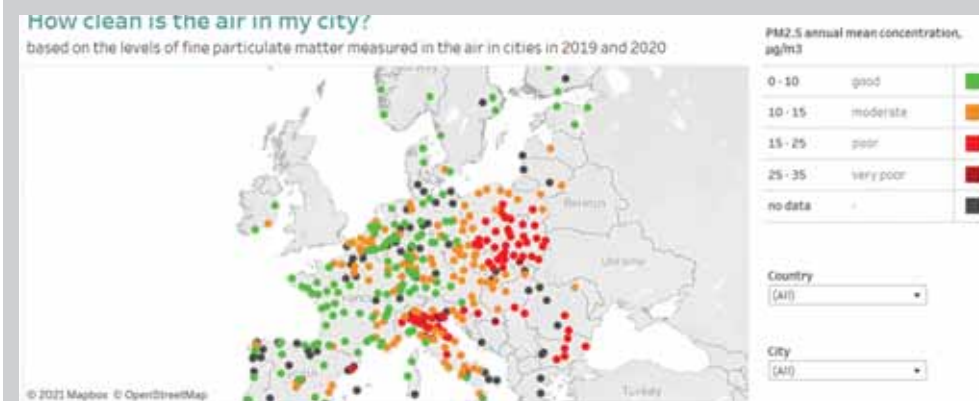 How clean is the air in my city?
based on the levels of fine particulate matter measured in the air in cities in 2019 and 2020
PM2.5 annual mean concentration,
µg/m3
0 - 10 good
10 - 15 moderate
15 - 25 poor
25 - 35 very poor
no data -
Norway
Belarus
Ukraine
France
Turkey
Country
(All)
City
(All)
© 2021 Mapbox © OpenStreetMap